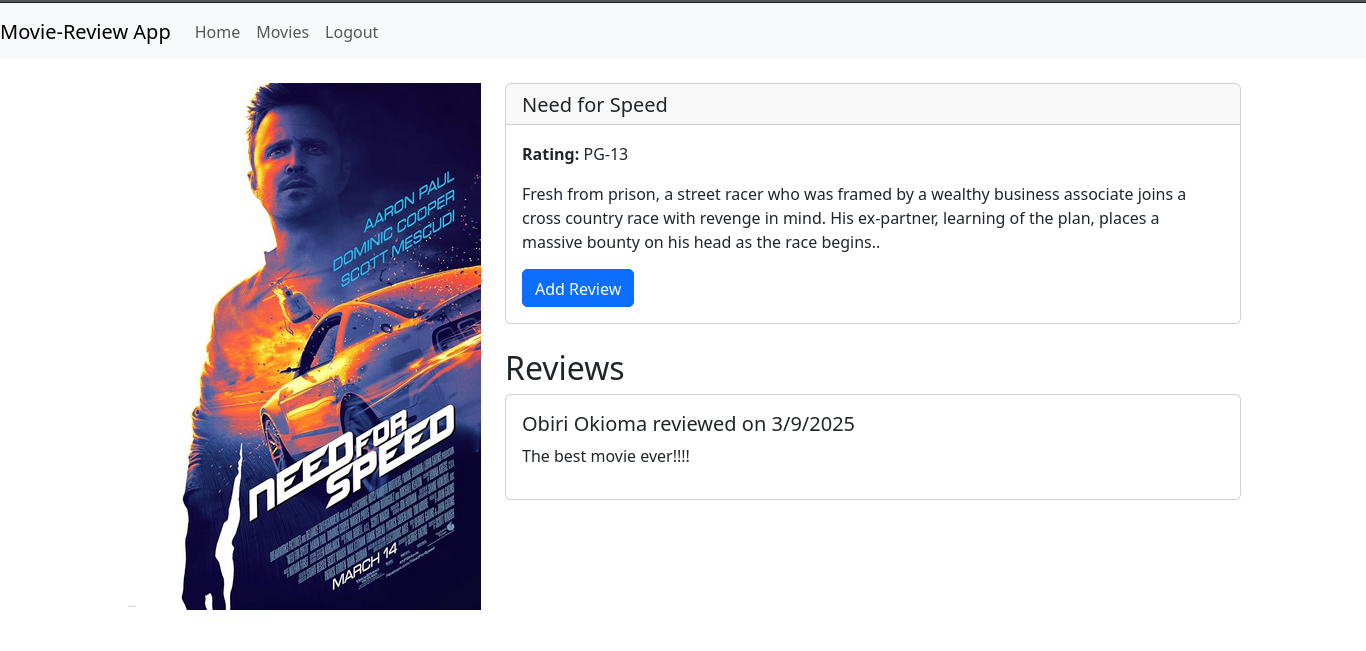 Movie-Review App Home Movies Logout
AARON PAUL
DOMINIC COOPER
SCOTT MESCUDI
NEED FOR
SPEED
MARCH 14
Need for Speed
Rating: PG-13
Fresh from prison, a street racer who was framed by a wealthy business associate joins a
cross country race with revenge in mind. His ex-partner, learning of the plan, places a
massive bounty on his head as the race begins..
Add Review
Reviews
Obiri Okioma reviewed on 3/9/2025
The best movie ever!!!!